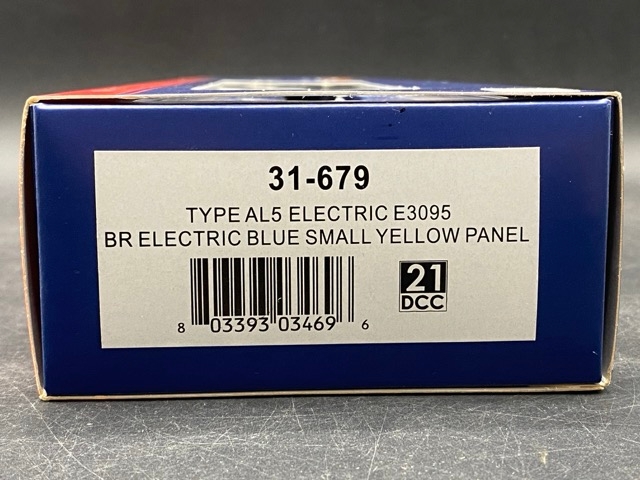 31-679
TYPE AL5 ELECTRIC E3095
BR ELECTRIC BLUE SMALL YELLOW PANEL
21
DCC
8 03393 03469 6